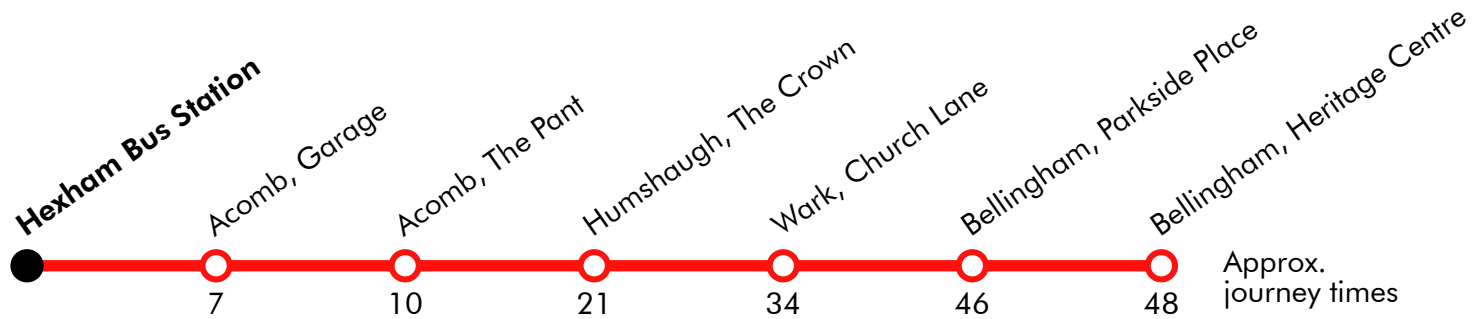 Hexham Bus Station
Acomb, Garage
Acomb, The Pant
Humshaugh, The Crown
Wark, Church Lane
Bellingham, Parkside Place
Bellingham, Heritage Centre
7
10
21
34
46
48
Approx.
journey times